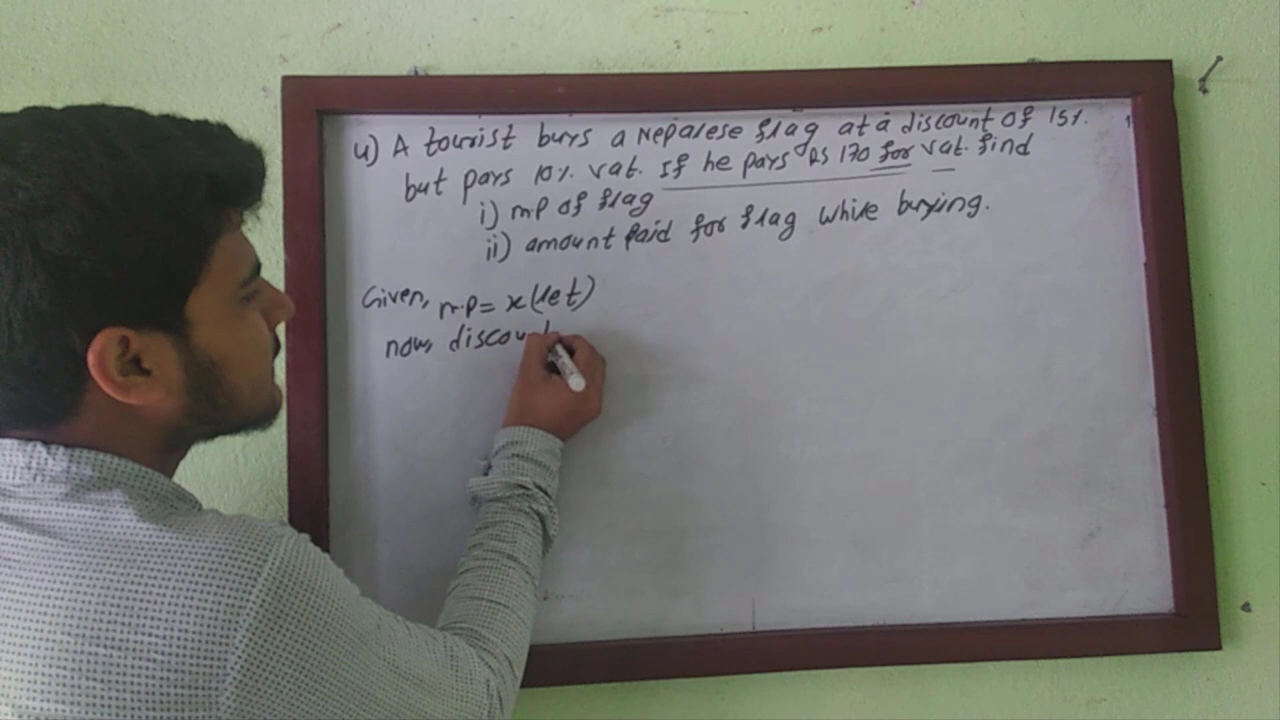 4) A tourist buys a Nepalese flag at a discount of 15%.
but pays 10% vat. If he pays Rs 170 for vat. find
i) mp of flag
ii) amount paid for flag while buying.
Given, m.p = x (let)
now, discount